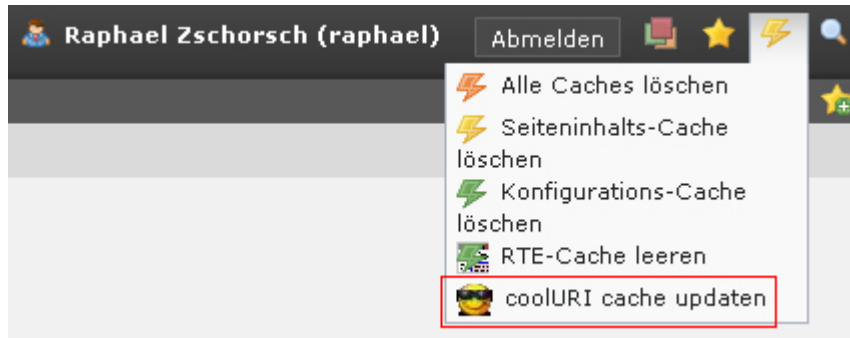 Raphael Zschorsch (raphael)
Abmelden
Alle Caches löschen
Seiteninhalts-Cache
löschen
Konfigurations-Cache
löschen
RTE-Cache leeren
coolURI cache updaten